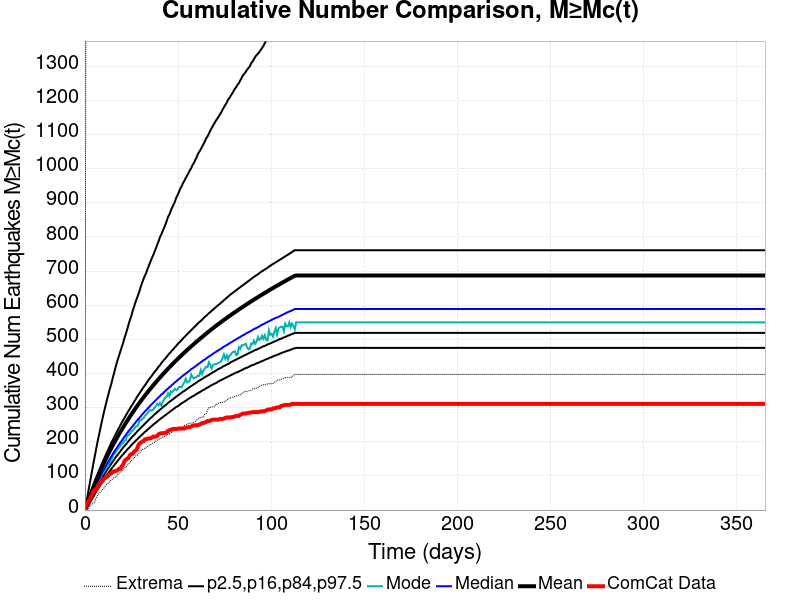 Cumulative Number Comparison, M≥Mc(t)
Cumulative Num Earthquakes M≥Mc(t)
1300
1200
1100
1000
900
800
700
600
500
400
300
200
100
0
0 50 100 150 200 250 300 350
Time (days)
Extrema p2.5,p16,p84,p97.5 Mode Median Mean ComCat Data